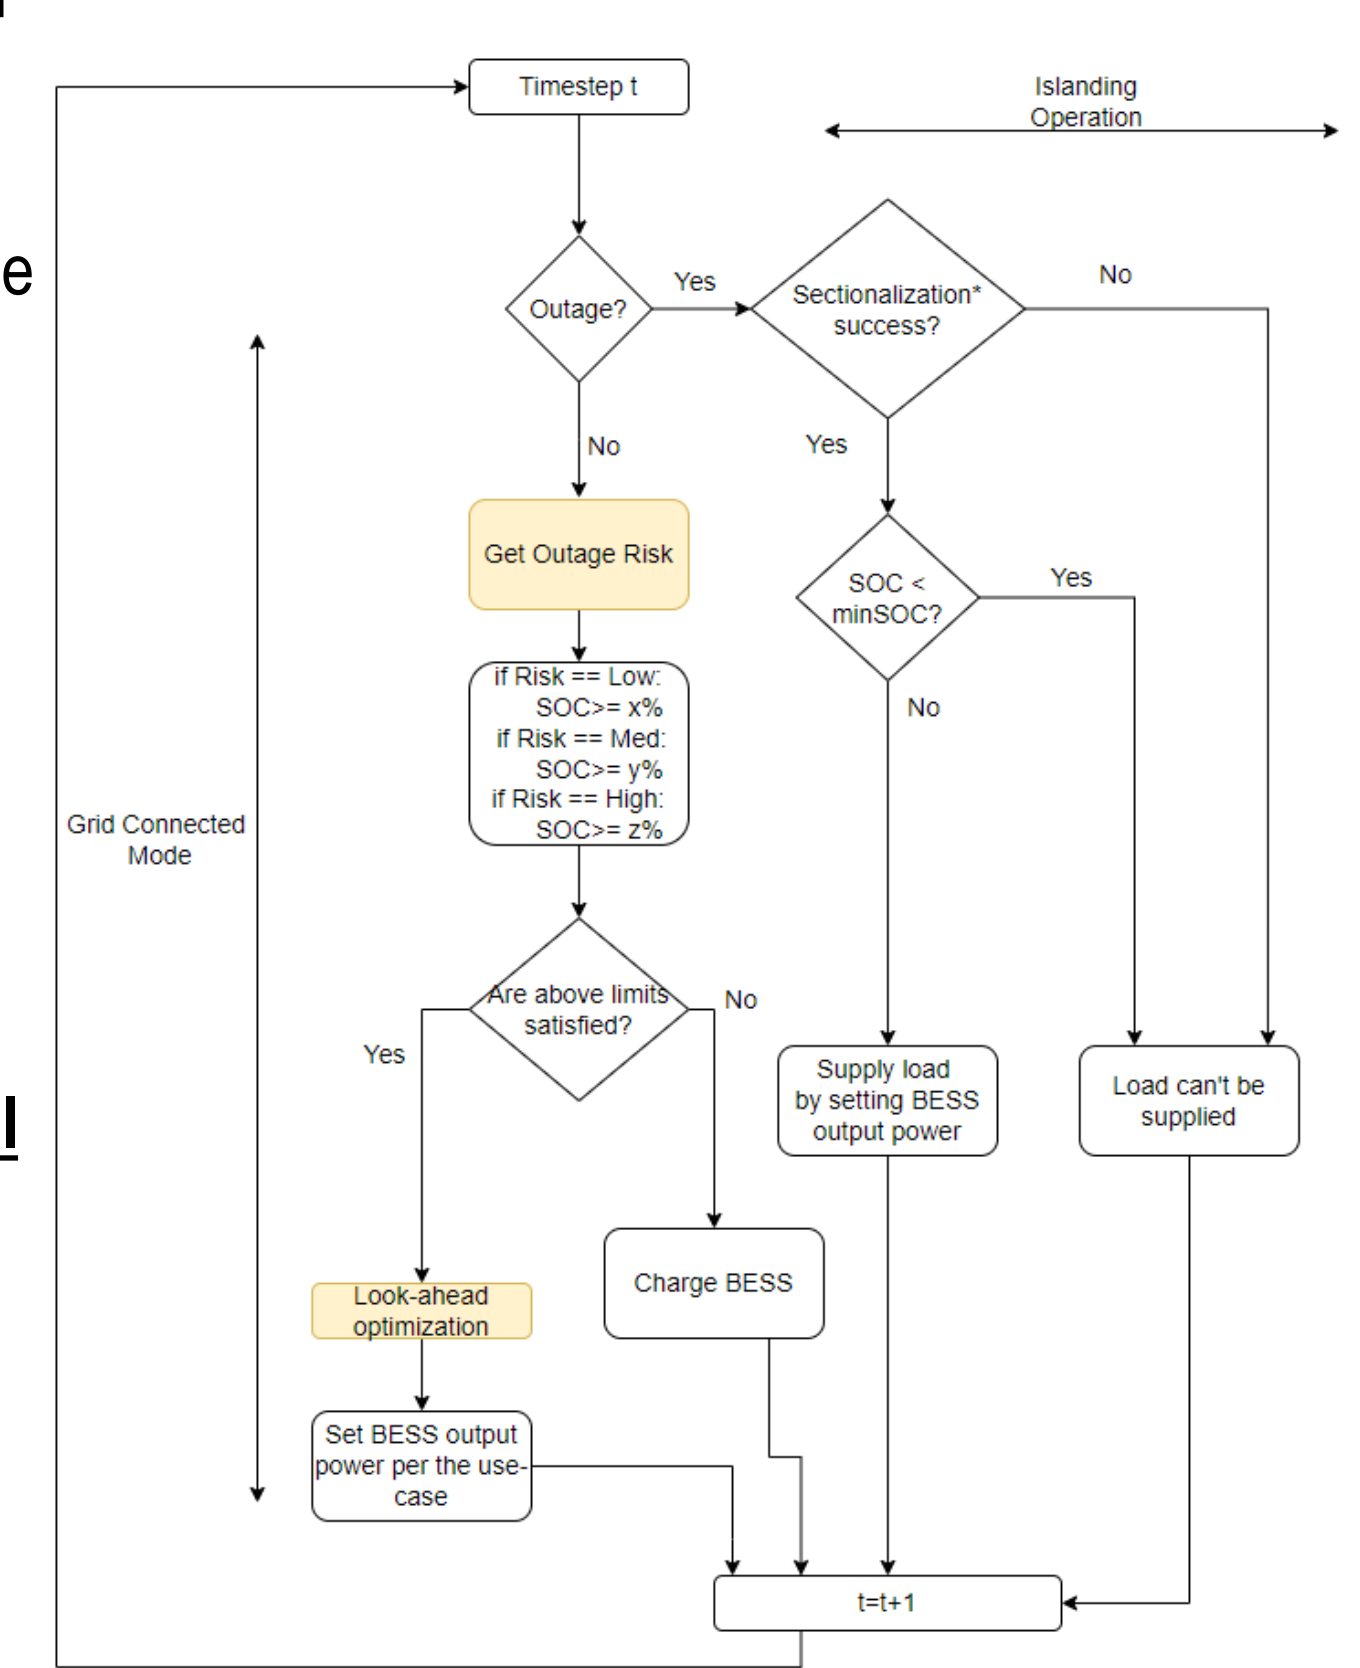 Timestep t
Islanding
Operation
e
Outage?
Yes
Sectionalization*
success?
No
No
Yes
Get Outage Risk
SOC <
minSOC?
Yes
No
if Risk == Low:
SOC>= x%
if Risk == Med:
SOC>= y%
if Risk == High:
SOC>= z%
Grid Connected
Mode
Are above limits
satisfied?
No
Yes
Supply load
by setting BESS
output power
Load can't be
supplied
l
Charge BESS
Look-ahead
optimization
Set BESS output
power per the use-
case
t=t+1